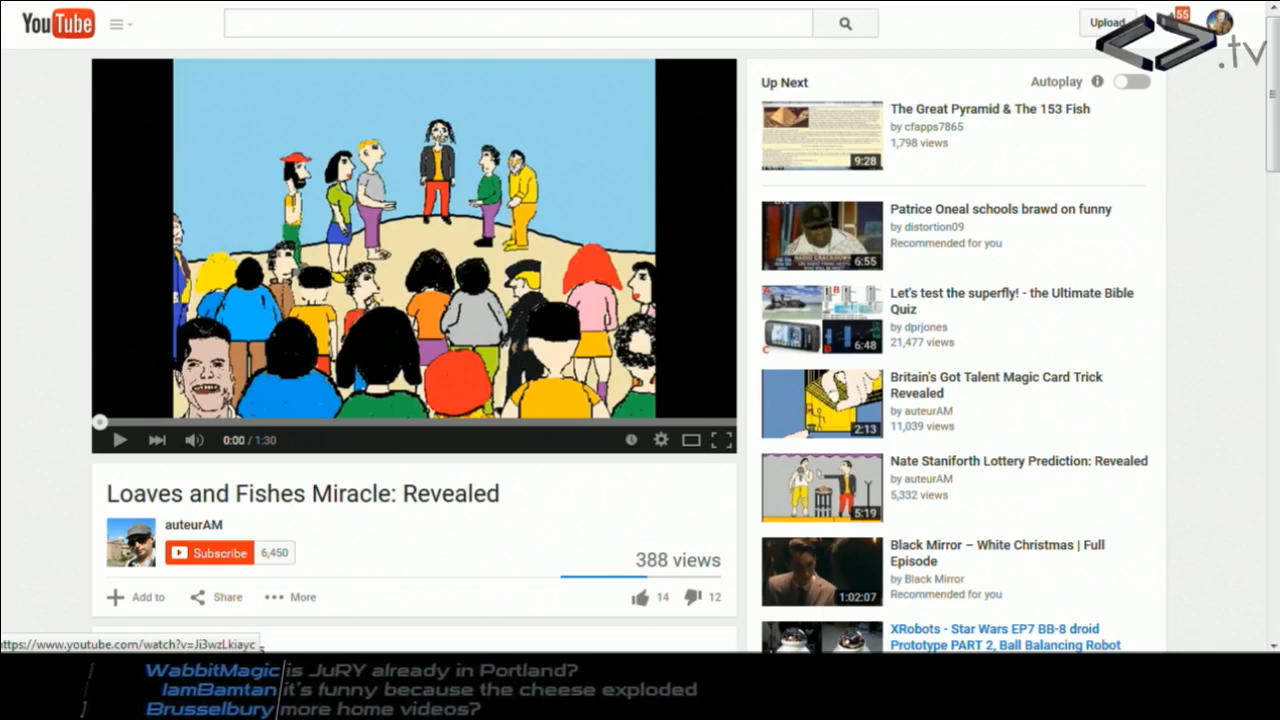 YouTube
Upload
55
.tv
Up Next
Autoplay
The Great Pyramid & The 153 Fish
by cfapps7865
1,798 views
9:28
Patrice Oneal schools brawd on funny
by distortion09
Recommended for you
6:55
Let's test the superfly! - the Ultimate Bible
Quiz
by dprjones
21,477 views
6:48
Britain's Got Talent Magic Card Trick
Revealed
by auteurAM
11,039 views
2:13
Nate Staniforth Lottery Prediction: Revealed
by auteurAM
5,332 views
5:19
Black Mirror – White Christmas | Full
Episode
by Black Mirror
Recommended for you
1:02:07
XRobots - Star Wars EP7 BB-8 droid
Prototype PART 2, Ball Balancing Robot
0:00 / 1:30
Loaves and Fishes Miracle: Revealed
auteurAM
Subscribe 6,450
388 views
Add to Share More 14 12
https://www.youtube.com/watch?v=Ji3wzLkiayc
WabbitMagic is JuRY already in Portland?
IamBamtan it's funny because the cheese exploded
Brusselbury more home videos?